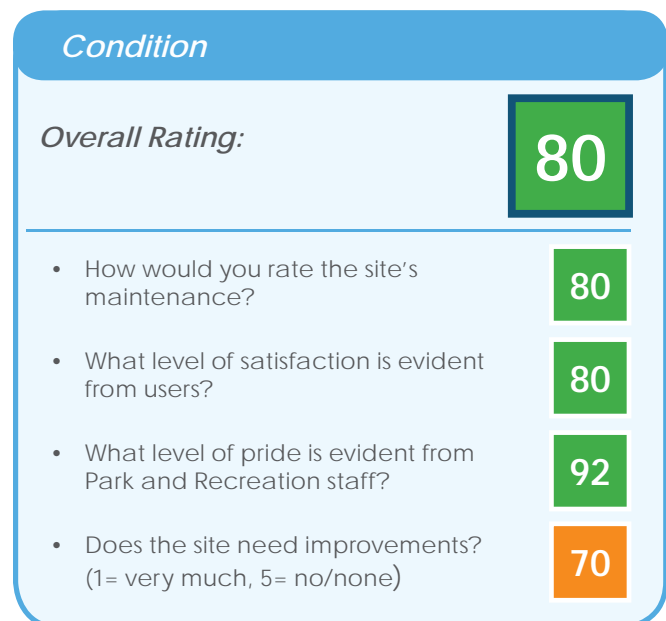 Condition
Overall Rating:
80
• How would you rate the site's
maintenance?
80
• What level of satisfaction is evident
from users?
80
• What level of pride is evident from
Park and Recreation staff?
92
• Does the site need improvements?
(1= very much, 5= no/none)
70